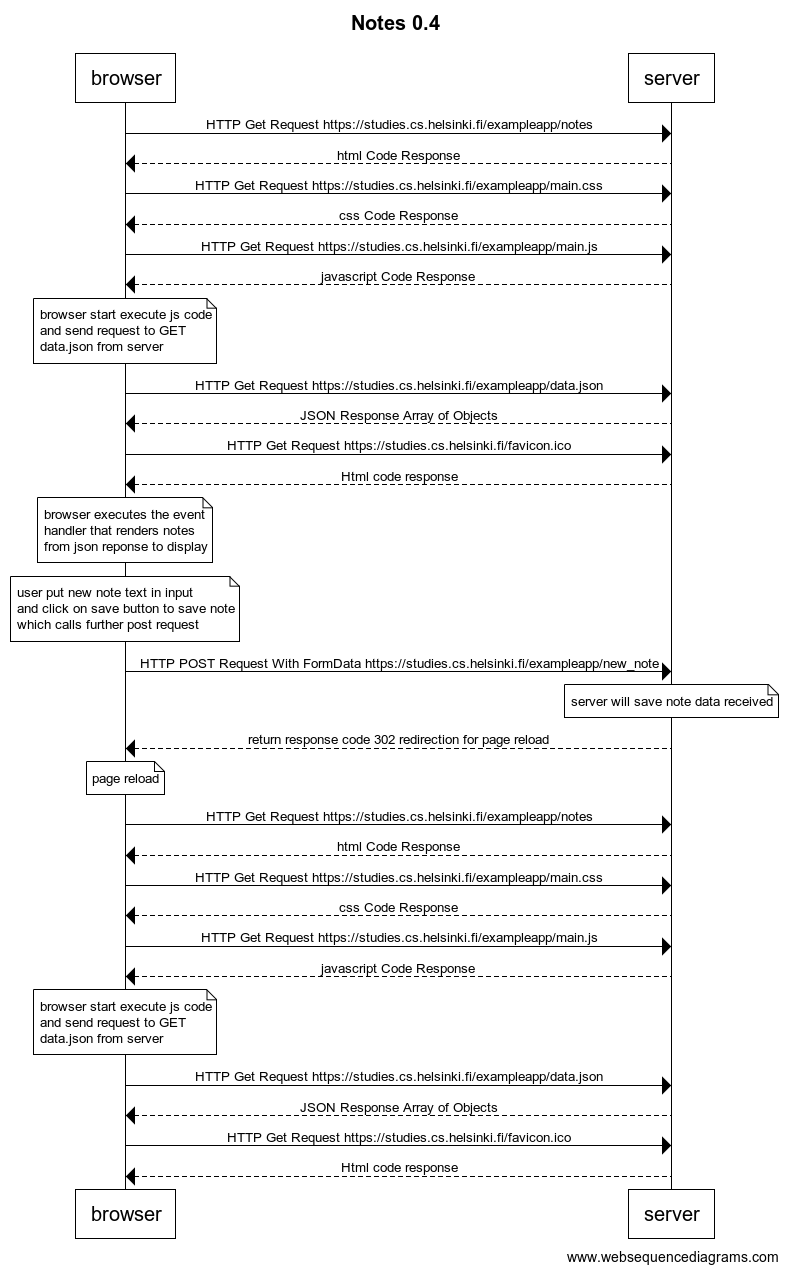 Notes 0.4
browser
server
HTTP Get Request https://studies.cs.helsinki.fi/exampleapp/notes
html Code Response
HTTP Get Request https://studies.cs.helsinki.fi/exampleapp/main.css
css Code Response
HTTP Get Request https://studies.cs.helsinki.fi/exampleapp/main.js
javascript Code Response
browser start execute js code
and send request to GET
data.json from server
HTTP Get Request https://studies.cs.helsinki.fi/exampleapp/data.json
JSON Response Array of Objects
HTTP Get Request https://studies.cs.helsinki.fi/favicon.ico
Html code response
browser executes the event
handler that renders notes
from json reponse to display
user put new note text in input
and click on save button to save note
which calls further post request
HTTP POST Request With FormData https://studies.cs.helsinki.fi/exampleapp/new_note
server will save note data received
return response code 302 redirection for page reload
page reload
HTTP Get Request https://studies.cs.helsinki.fi/exampleapp/notes
html Code Response
HTTP Get Request https://studies.cs.helsinki.fi/exampleapp/main.css
css Code Response
HTTP Get Request https://studies.cs.helsinki.fi/exampleapp/main.js
javascript Code Response
browser start execute js code
and send request to GET
data.json from server
HTTP Get Request https://studies.cs.helsinki.fi/exampleapp/data.json
JSON Response Array of Objects
HTTP Get Request https://studies.cs.helsinki.fi/favicon.ico
Html code response
browser
server
www.websequencediagrams.com